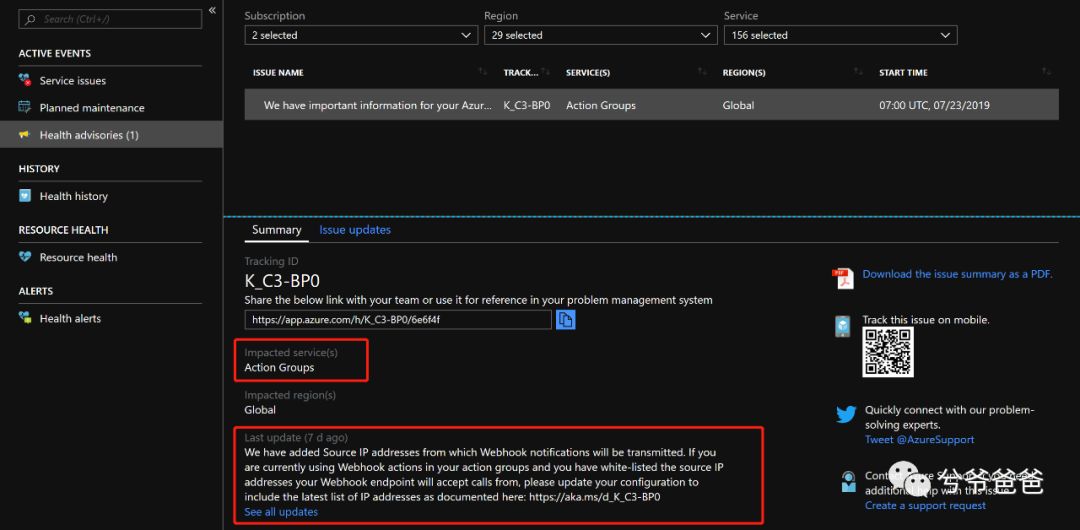 Search (Ctrl+/)
«
ACTIVE EVENTS
Service issues
Planned maintenance
Health advisories (1)
HISTORY
Health history
RESOURCE HEALTH
Resource health
ALERTS
Health alerts
Subscription
Region
Service
2 selected
29 selected
156 selected
ISSUE NAME
TRACK...
SERVICE(S)
REGION(S)
START TIME
We have important information for your Azur...
K_C3-BP0
Action Groups
Global
07:00 UTC, 07/23/2019
Summary
Issue updates
Tracking ID
K_C3-BP0
Share the below link with your team or use it for reference in your problem management system
https://app.azure.com/h/K_C3-BP0/6e6f4f
Impacted service(s)
Action Groups
Impacted region(s)
Global
Last update (7 d ago)
We have added Source IP addresses from which Webhook notifications will be transmitted. If you
are currently using Webhook actions in your action groups and you have white-listed the source IP
addresses your Webhook endpoint will accept calls from, please update your configuration to
include the latest list of IP addresses as documented here: https://aka.ms/d_K_C3-BP0
See all updates
PDF
Download the issue summary as a PDF.
Track this issue on mobile.
Quickly connect with our problem-
solving experts.
Tweet @AzureSupport
Support
additional help with this issue
Create a support request
兮爷爸爸